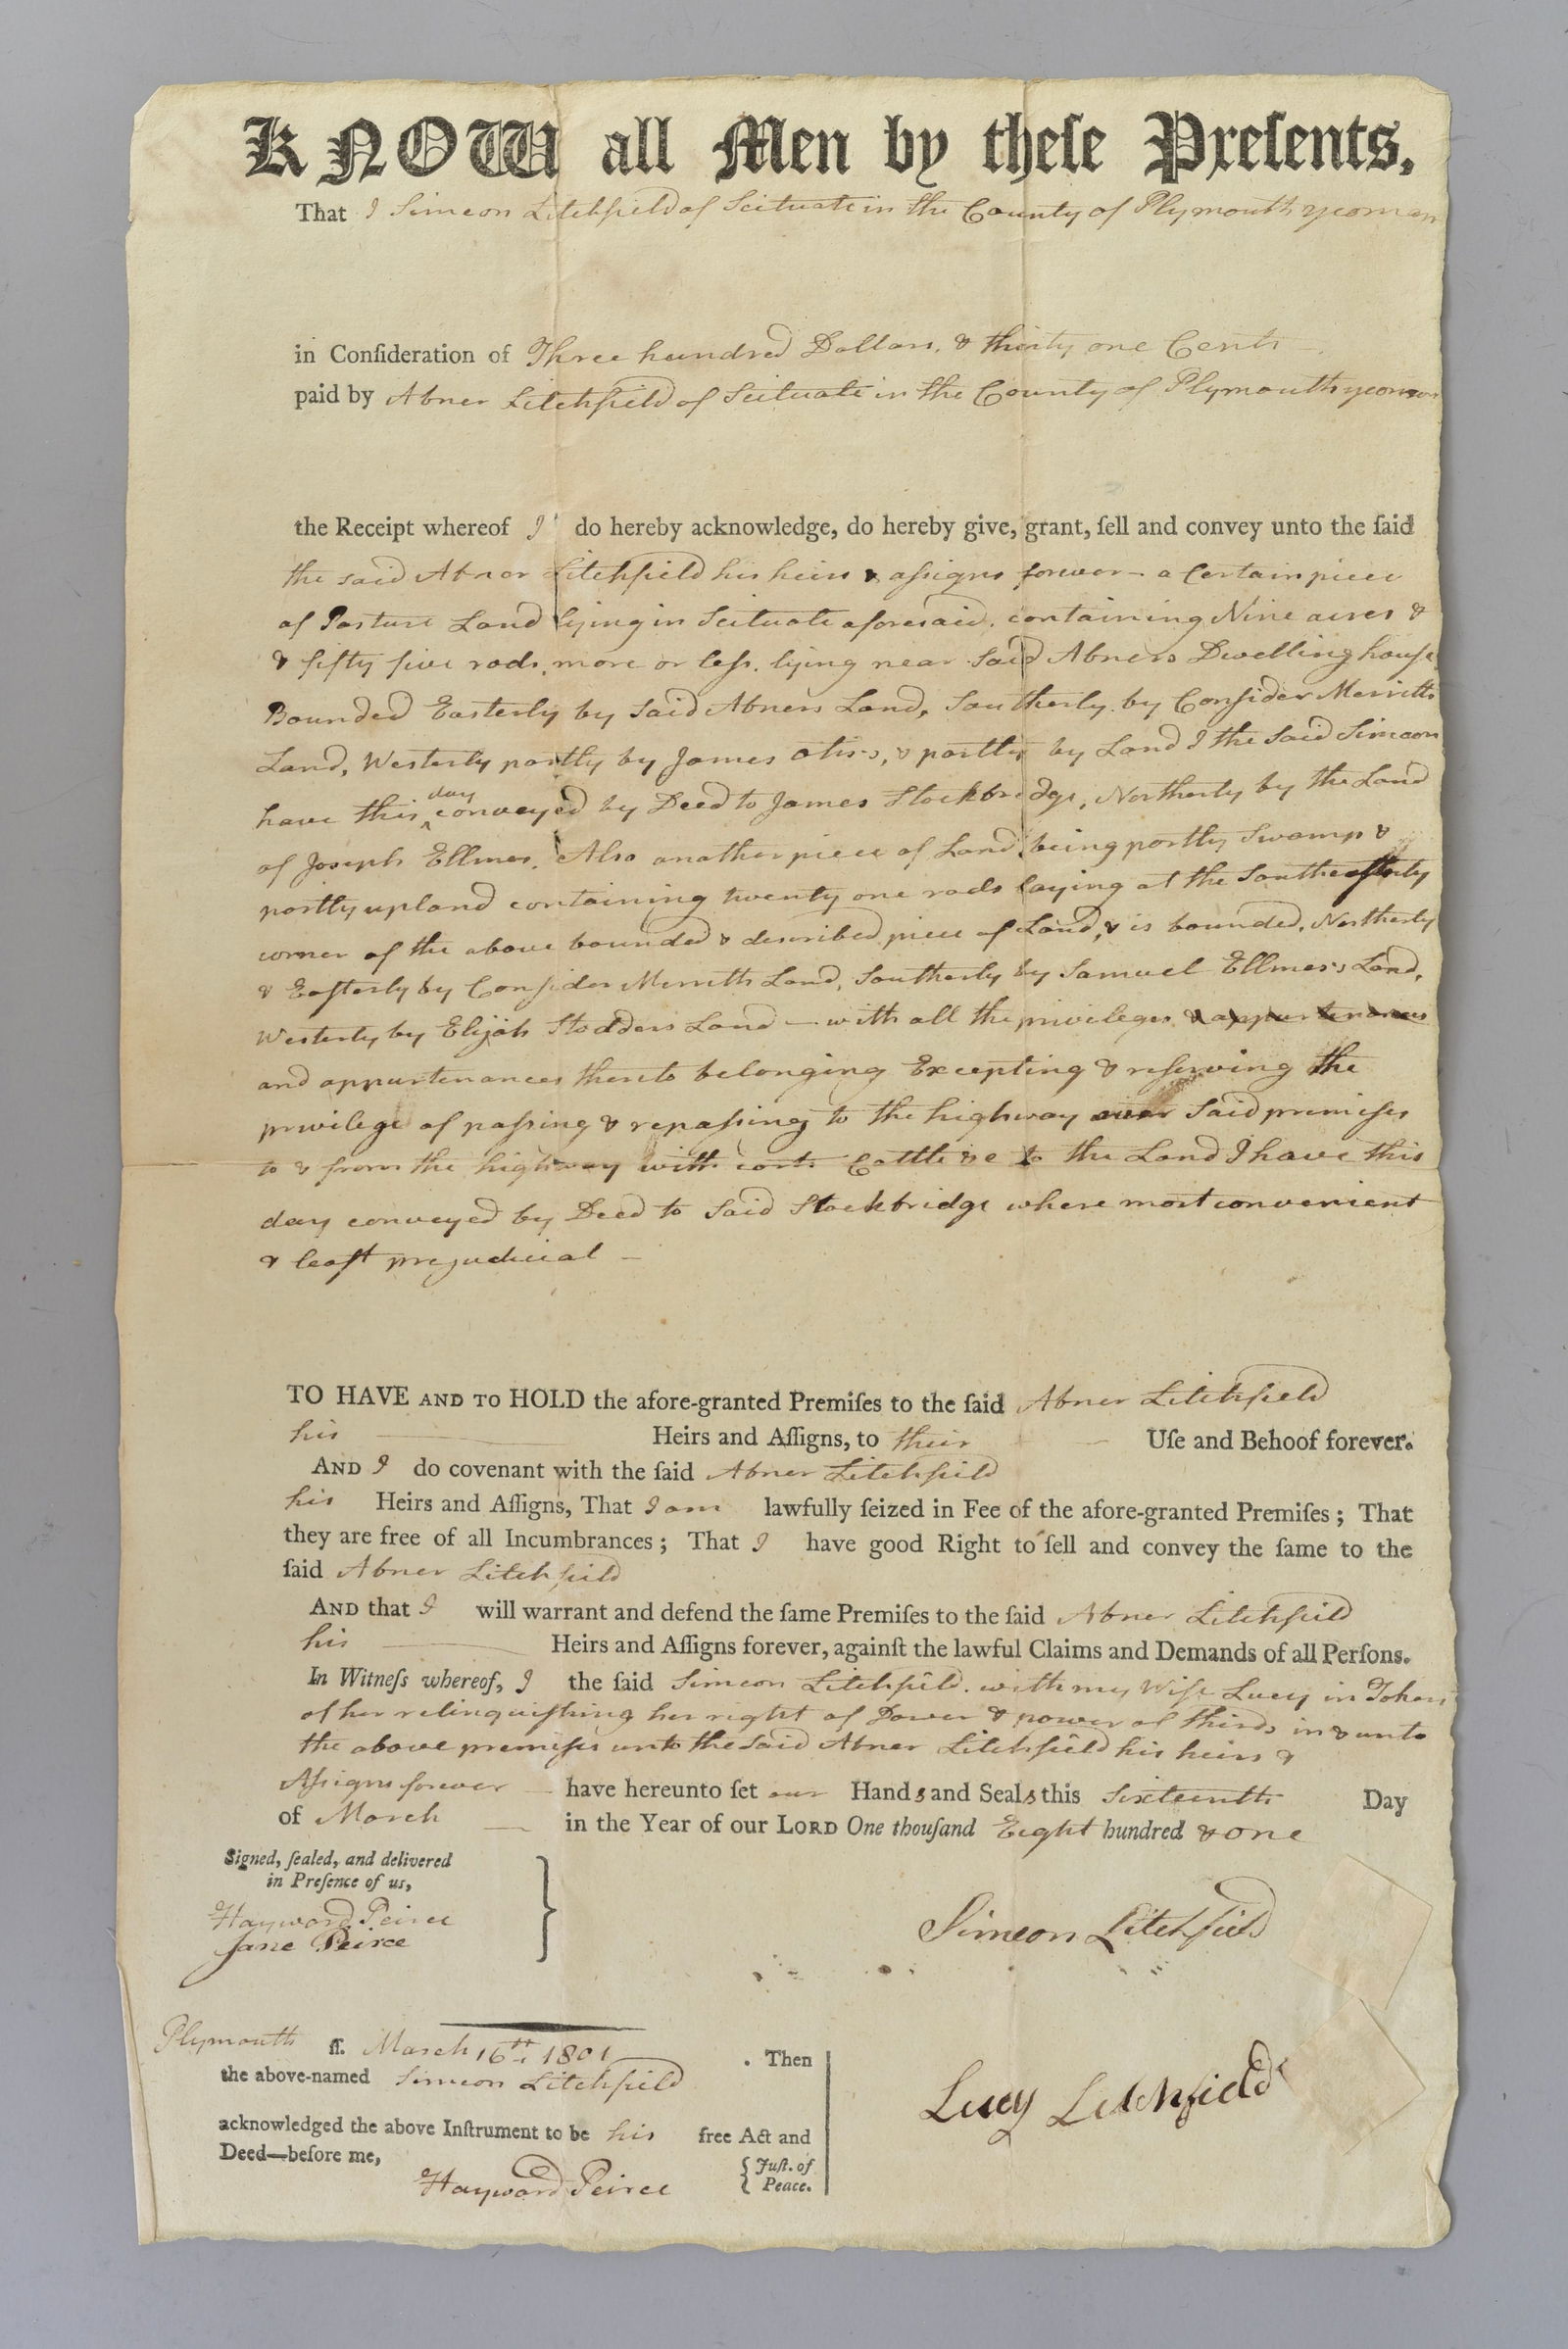 KNOW all Men by theſe Preſents,
That I Simeon Litchfield of Scituate in the County of Plymouth yeoman
in Conſideration of Three hundred Dollars, & thirty one Cents
paid by Abner Litchfield of Scituate in the County of Plymouth yeoman
the Receipt whereof I do hereby acknowledge, do hereby give, grant, ſell and convey unto the ſaid
the said Abner Litchfield his heirs & aſsigns forever – a Certain piece
of Pasture Land lying in Scituate aforesaid. containing Nine acres &
& fifty five rods, more or leſs. lying near Said Abners Dwelling houſe
Bounded Easterly by Said Abners Land, Southerly by Conſider Merritts
Land, Westerly partly by James Otis's, & partly by Land I the Said Simeon
have this day conveyed by Deed to James Stockbridge, Northerly by the Land
of Joseph Ellmes. Also another piece of Land being partly Swamp &
partly upland containing twenty one rods laying at the Southeaſterly
corner of the above bounded & described piece of Land, & is bounded, Northerly
& Eaſterly by Conſider Merritts Land, Southerly by Samuel Ellmes's Land,
Westerly by Elijah Stodders Land – with all the privileges & appurtenances
and appurtenances thereto belonging Excepting & reſerving the
privilege of paſsing & repaſsing to the highway over Said premiſes
to & from the highway with carts Cattle &c to the Land I have this
day conveyed by Deed to Said Stockbridge where most convenient
& leaſt prejudicial –
TO HAVE AND TO HOLD the afore-granted Premiſes to the ſaid Abner Litchfield
his Heirs and Aſſigns, to their Uſe and Behoof forever.
AND I do covenant with the ſaid Abner Litchfield
his Heirs and Aſſigns, That I am lawfully ſeized in Fee of the afore-granted Premiſes; That
they are free of all Incumbrances; That I have good Right to ſell and convey the ſame to the
ſaid Abner Litchfield
AND that I will warrant and defend the ſame Premiſes to the ſaid Abner Litchfield
his Heirs and Aſſigns forever, againſt the lawful Claims and Demands of all Perſons.
In Witneſs whereof, I the ſaid Simeon Litchfield. with my Wife Lucy in Token
of her relinquiſhing her right of Dower & power of thirds in & unto
the above premiſes unto the Said Abner Litchfield his heirs &
Aſsigns forever have hereunto ſet our Hands and Seals this Sixteenth Day
of March in the Year of our LORD One thouſand Eight hundred & one
Signed, ſealed, and delivered
in Preſence of us,
Hayward Peirce
Jane Peirce
Simeon Litchfield
Plymouth ſſ. March 16th. 1801 . Then
the above-named Simeon Litchfield
acknowledged the above Inſtrument to be his free Act and
Deed—before me,
Hayward Peirce { Juſt. of
Peace.
Lucy Litchfield